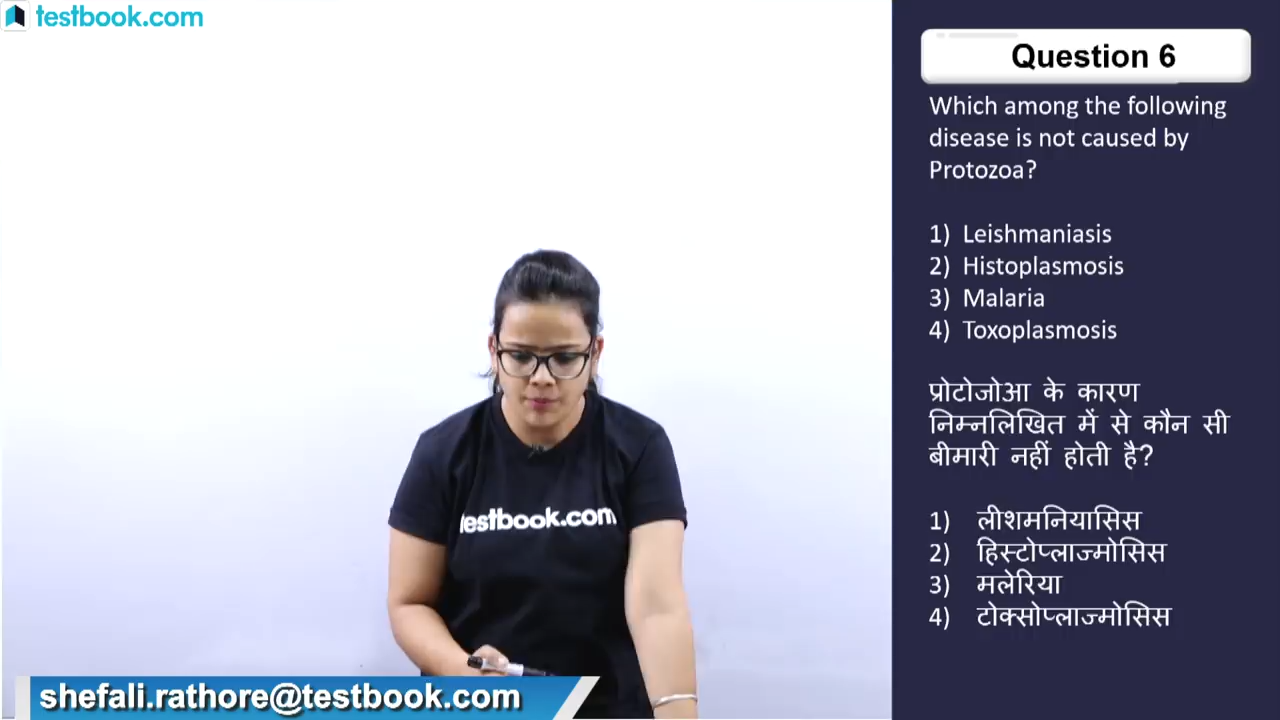 testbook.com
Question 6
Which among the following
disease is not caused by
Protozoa?
1) Leishmaniasis
2) Histoplasmosis
3) Malaria
4) Toxoplasmosis
प्रोटोजोआ के कारण
निम्नलिखित में से कौन सी
बीमारी नहीं होती है?
1) लीशमनियासिस
2) हिस्टोप्लाज्मोसिस
3) मलेरिया
4) टोक्सोप्लाज्मोसिस
testbook.com
shefali.rathore@testbook.com